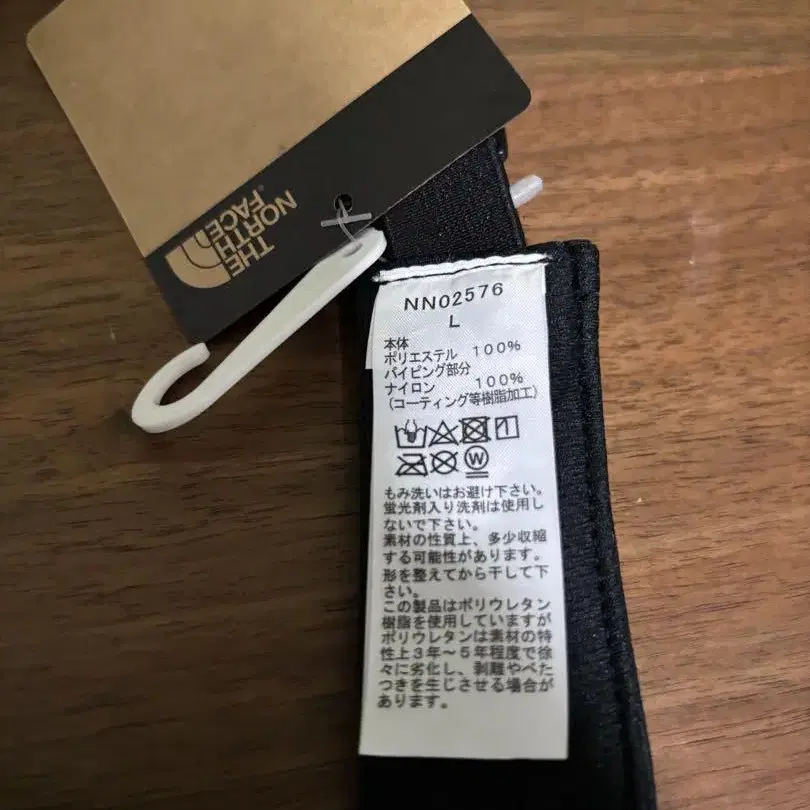 THE
NORTH
FACE
®
NN02576
L
本体
ポリエステル 100%
パイピング部分
ナイロン 100%
(コーティング等樹脂加工)
W
もみ洗いはお避け下さい。
蛍光剤入り洗剤は使用し
ないで下さい。
素材の性質上、多少収縮
する可能性があります。
形を整えてから干して下
さい。
この製品はポリウレタン
樹脂を使用していますが
ポリウレタンは素材の特
性上3年～5年程度で徐
々に劣化し、剥離やべた
つきを生じさせる場合が
あります。